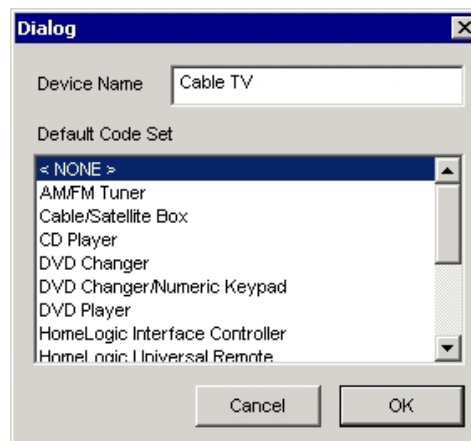 Dialog
Device Name Cable TV
Default Code Set
< NONE >
AM/FM Tuner
Cable/Satellite Box
CD Player
DVD Changer
DVD Changer/Numeric Keypad
DVD Player
HomeLogic Interface Controller
HomeLogic Universal Remote
Cancel OK